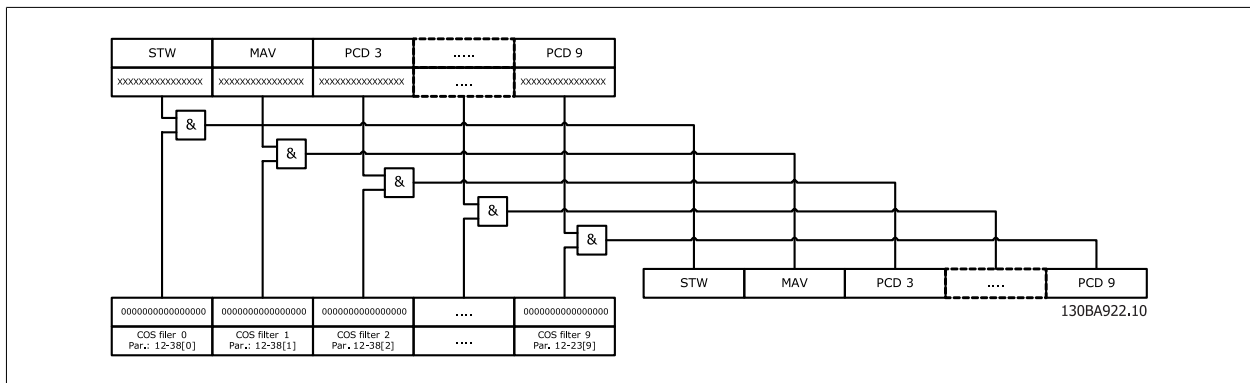 STW MAV PCD 3 ..... PCD 9
XXXXXXXXXXXXXXXX XXXXXXXXXXXXXXXX XXXXXXXXXXXXXXXX .... XXXXXXXXXXXXXXXX
&
&
&
&
&
STW MAV PCD 3 .... PCD 9
130BA922.10
0000000000000000 0000000000000000 0000000000000000 .... 0000000000000000
COS filer 0 COS filter 1 COS filter 2 .... COS filter 9
Par.: 12-38[0] Par.: 12-38[1] Par. 12-38[2] Par. 12-23[9]